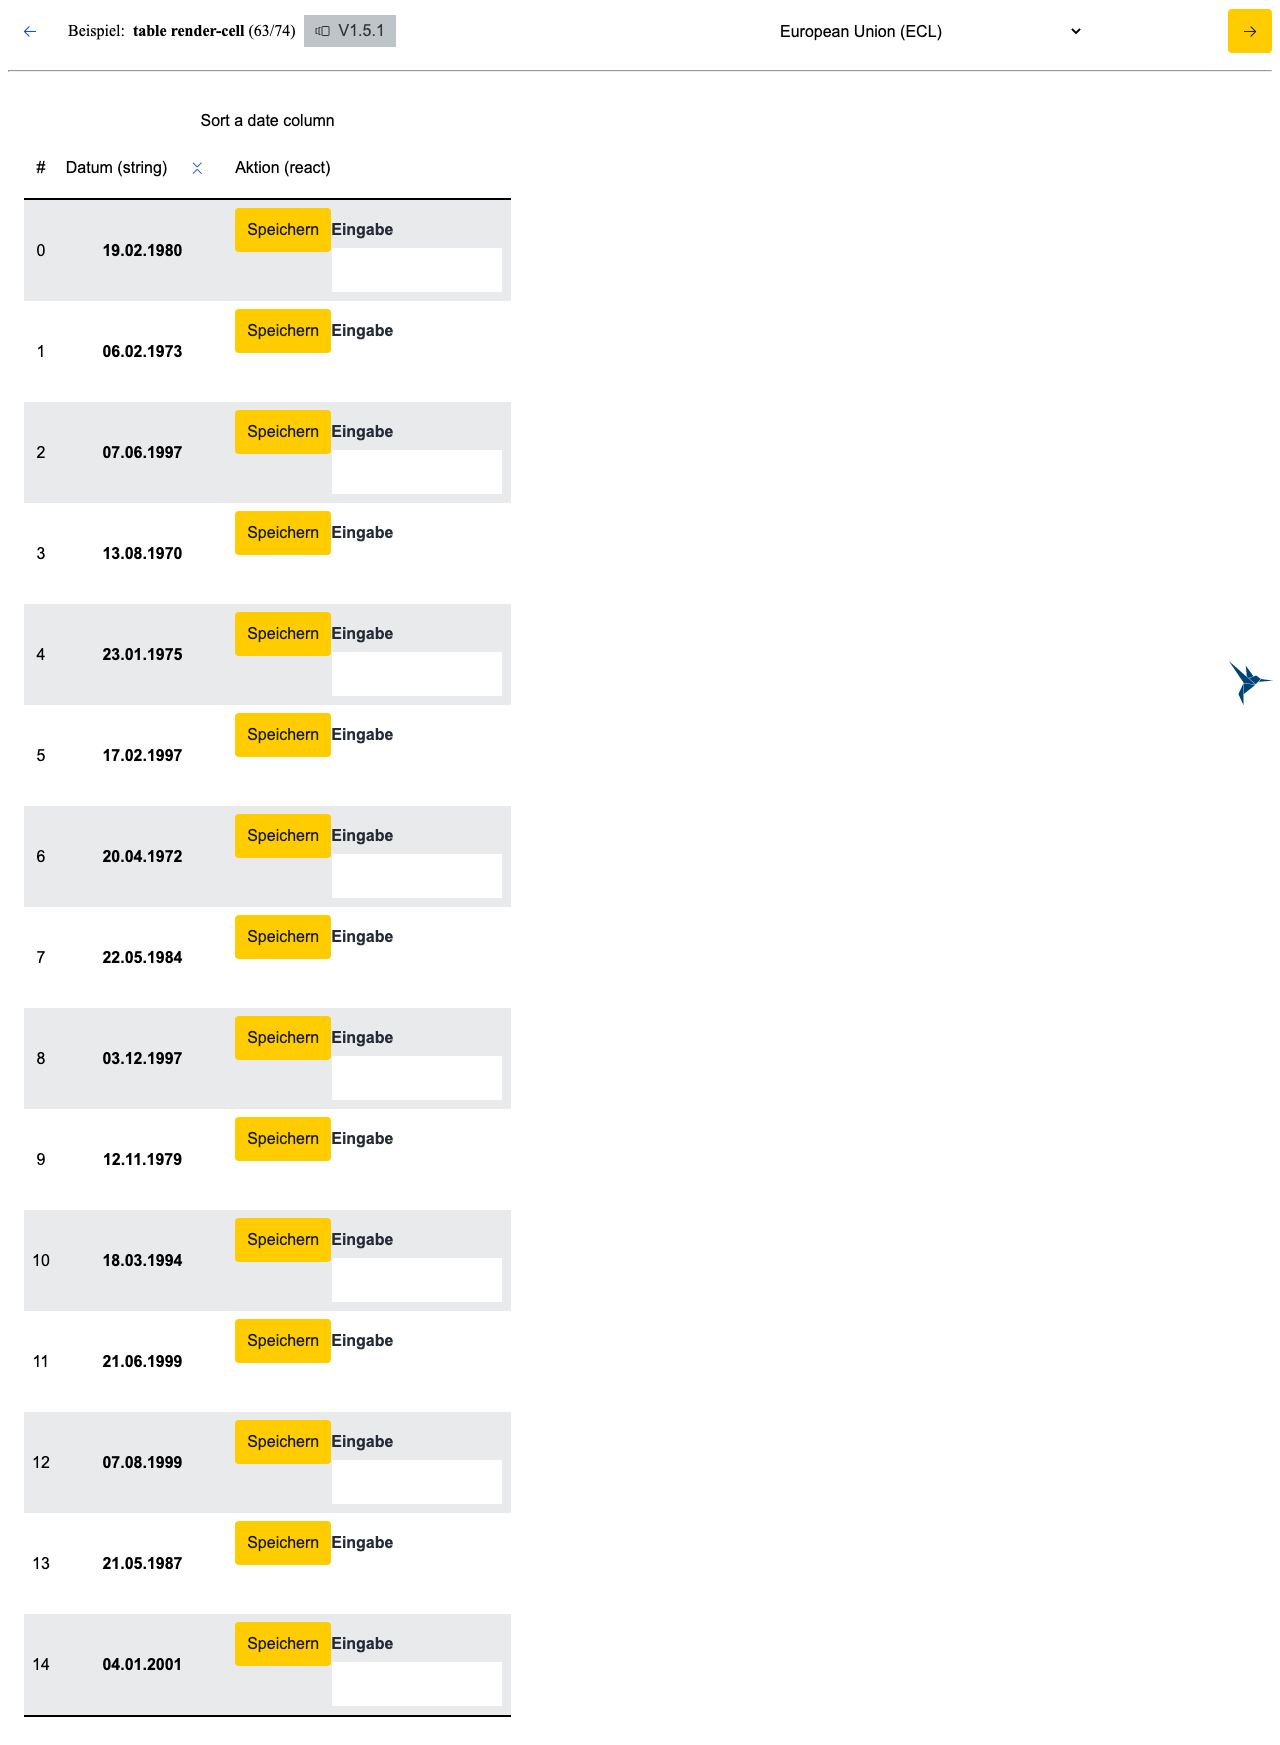 Beispiel: table render-cell (63/74) V1.5.1 European Union (ECL)
Sort a date column
# Datum (string) Aktion (react)
0 19.02.1980 Speichern Eingabe
1 06.02.1973 Speichern Eingabe
2 07.06.1997 Speichern Eingabe
3 13.08.1970 Speichern Eingabe
4 23.01.1975 Speichern Eingabe
5 17.02.1997 Speichern Eingabe
6 20.04.1972 Speichern Eingabe
7 22.05.1984 Speichern Eingabe
8 03.12.1997 Speichern Eingabe
9 12.11.1979 Speichern Eingabe
10 18.03.1994 Speichern Eingabe
11 21.06.1999 Speichern Eingabe
12 07.08.1999 Speichern Eingabe
13 21.05.1987 Speichern Eingabe
14 04.01.2001 Speichern Eingabe